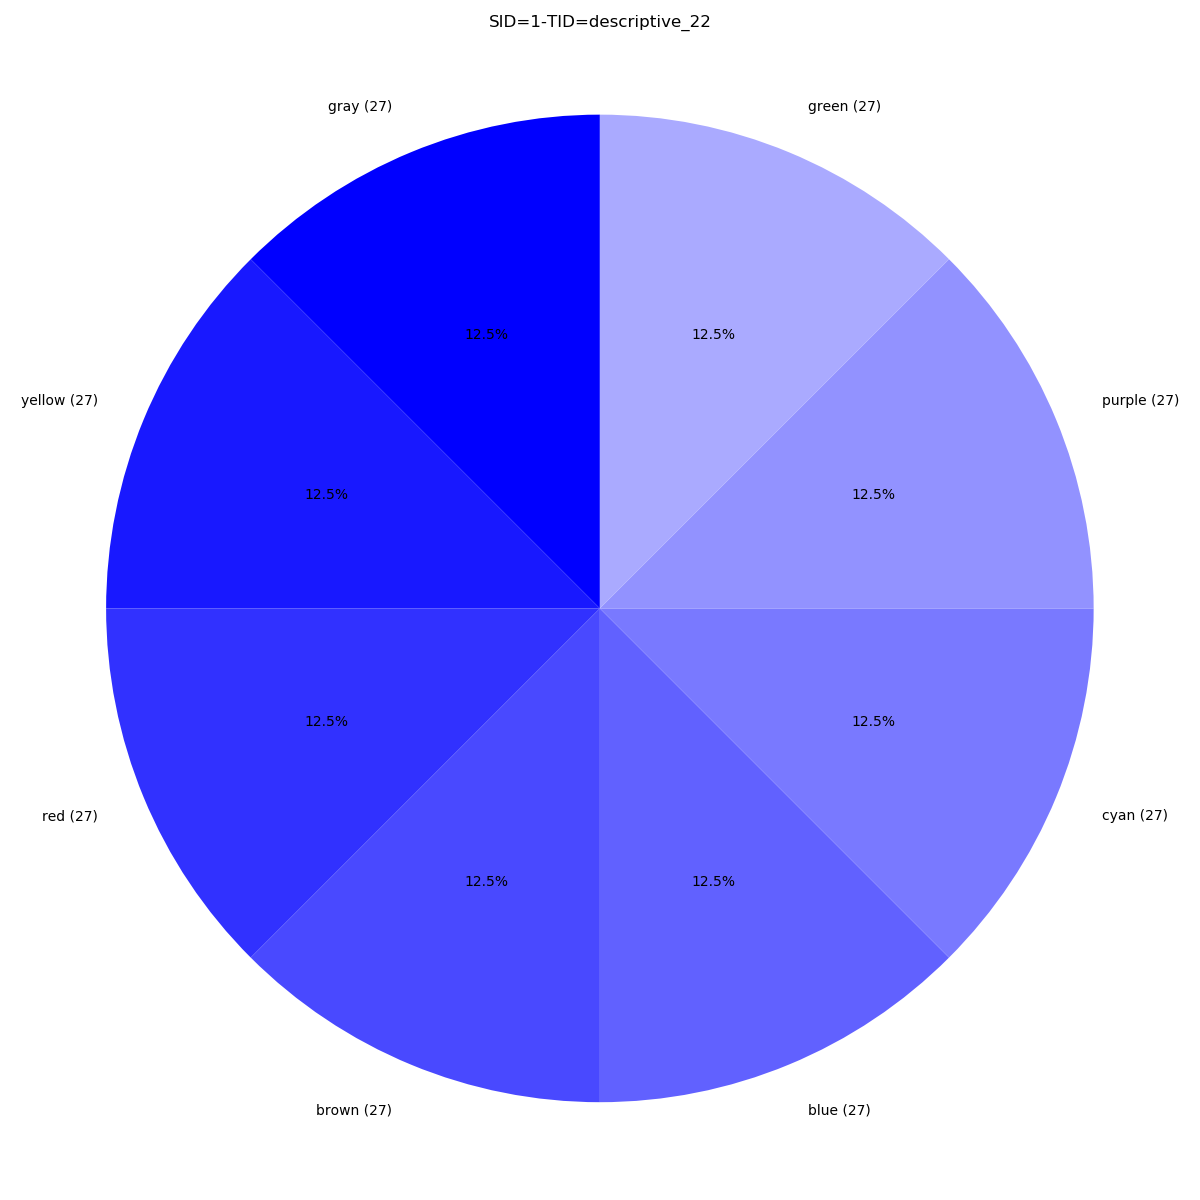 SID=1-TID=descriptive_22
gray (27)
green (27)
12.5%
12.5%
yellow (27)
purple (27)
12.5%
12.5%
12.5%
12.5%
red (27)
cyan (27)
12.5%
12.5%
brown (27)
blue (27)